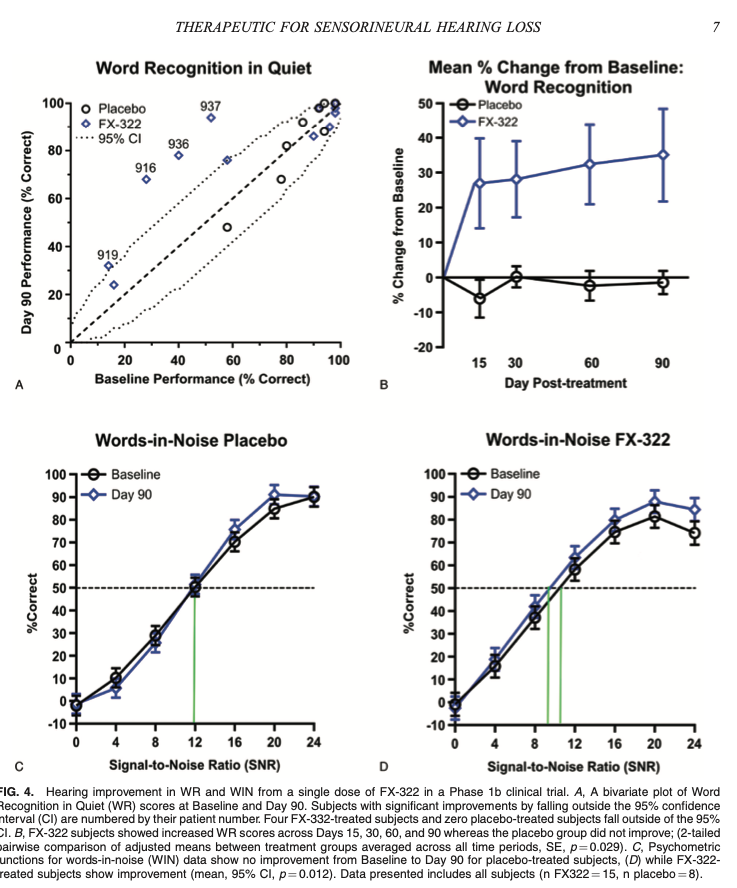 THERAPEUTIC FOR SENSORINEURAL HEARING LOSS 7
Word Recognition in Quiet
100
80
60
40
20
0
Day 90 Performance (% Correct)
Placebo
FX-322
95% CI
937
936
916
919
0 20 40 60 80 100
Baseline Performance (% Correct)
A
Mean % Change from Baseline:
Word Recognition
50
40
30
20
10
0
-10
-20
% Change from Baseline
Placebo
FX-322
15 30 60 90
Day Post-treatment
B
Words-in-Noise Placebo
100
90
80
70
60
50
40
30
20
10
0
-10
%Correct
Baseline
Day 90
0 4 8 12 16 20 24
Signal-to-Noise Ratio (SNR)
C
Words-in-Noise FX-322
100
90
80
70
60
50
40
30
20
10
0
-10
%Correct
Baseline
Day 90
0 4 8 12 16 20 24
Signal-to-Noise Ratio (SNR)
D
FIG. 4. Hearing improvement in WR and WIN from a single dose of FX-322 in a Phase 1b clinical trial. A, A bivariate plot of Word
Recognition in Quiet (WR) scores at Baseline and Day 90. Subjects with significant improvements by falling outside the 95% confidence
interval (CI) are numbered by their patient number. Four FX-332-treated subjects and zero placebo-treated subjects fall outside of the 95%
CI. B, FX-322 subjects showed increased WR scores across Days 15, 30, 60, and 90 whereas the placebo group did not improve; (2-tailed
pairwise comparison of adjusted means between treatment groups averaged across all time periods, SE, p = 0.029). C, Psychometric
functions for words-in-noise (WIN) data show no improvement from Baseline to Day 90 for placebo-treated subjects, (D) while FX-322-
treated subjects show improvement (mean, 95% CI, p = 0.012). Data presented includes all subjects (n FX322 = 15, n placebo = 8).